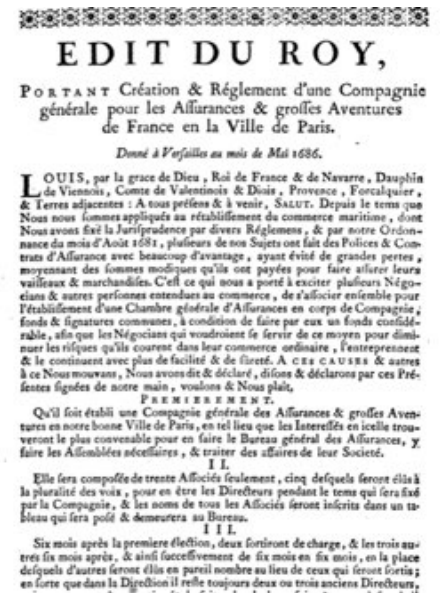 EDIT DU ROY,
PORTANT Création & Réglement d'une Compagnie
générale pour les Assurances & grosses Aventures
de France en la Ville de Paris.
Donné à Versailles au mois de Mai 1686.
LOUIS, par la grace de Dieu, Roi de France & de Navarre, Dauphin
de Viennois, Comte de Valentinois & Diois, Provence, Forcalquier,
& Terres adjacentes : A tous présens & à venir, SALUT. Depuis le tems que
Nous nous sommes appliqués au rétablissement du commerce maritime, dont
Nous avons fixé la Jurisprudence par divers Réglemens, & par notre Ordon-
nance du mois d'Août 1681, plusieurs de nos Sujets ont fait des Polices & Con-
trats d'Assurance avec beaucoup d'avantage, ayant évité de grandes pertes,
moyennant des sommes modiques qu'ils ont payées pour faire assurer leurs
vaisseaux & marchandises. C'est ce qui nous a porté à exciter plusieurs Négo-
cians & autres personnes entendues au commerce, de s'associer ensemble pour
l'établissement d'une Chambre générale d'Assurances en corps de Compagnie,
fonds & signatures communes, à condition de faire par eux un fonds considé-
rable, afin que les Négocians qui voudroient se servir de ce moyen pour dimi-
nuer les risques qu'ils courent dans leur commerce ordinaire, l'entreprennent
& le continuent avec plus de facilité & de sûreté. A CES CAUSES & autres
à ce Nous mouvans, Nous avons dit & déclaré, disons & déclarons par ces Pré-
sentes signées de notre main, voulons & Nous plaît,
PREMIEREMENT.
Qu'il soit établi une Compagnie générale des Assurances & grosses Aven-
tures en notre bonne Ville de Paris, en tel lieu que les Interessés en icelle trou-
veront le plus convenable pour en faire le Bureau général des Assurances, y
faire les Assemblées nécessaires, & traiter des affaires de leur Societé.
II.
Elle sera composée de trente Associés seulement, cinq desquels seront élûs à
la pluralité des voix, pour en être les Directeurs pendant le tems qui sera fixé
par la Compagnie, & les noms de tous les Associés seront inscrits dans un ta-
bleau qui sera posé & demeurera au Bureau.
III.
Six mois après la premiere élection, deux sortiront de charge, & les trois au-
tres six mois après, & ainsi successivement de six mois en six mois, en la place
desquels d'autres seront élûs en pareil nombre au lieu de ceux qui seront sortis ;
en sorte que dans la Direction il reste toujours deux ou trois anciens Directeurs,